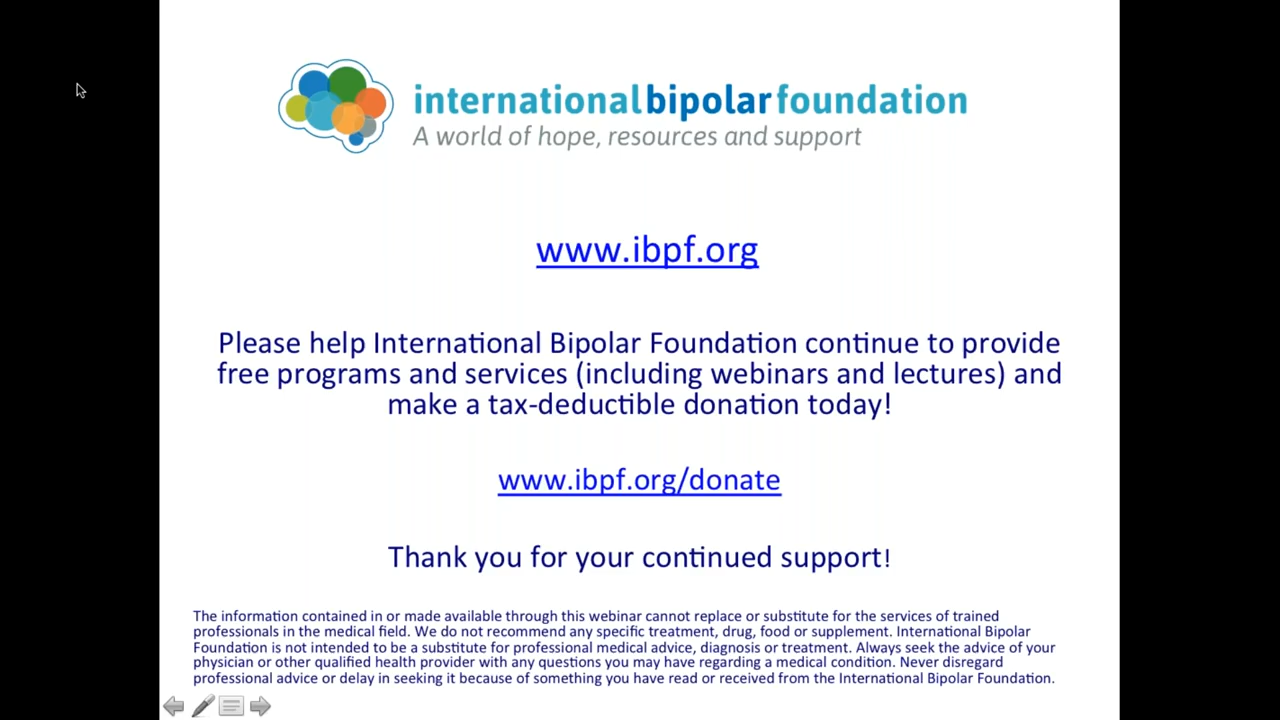 internationalbipolarfoundation
A world of hope, resources and support
www.ibpf.org
Please help International Bipolar Foundation continue to provide
free programs and services (including webinars and lectures) and
make a tax-deductible donation today!
www.ibpf.org/donate
Thank you for your continued support!
The information contained in or made available through this webinar cannot replace or substitute for the services of trained
professionals in the medical field. We do not recommend any specific treatment, drug, food or supplement. International Bipolar
Foundation is not intended to be a substitute for professional medical advice, diagnosis or treatment. Always seek the advice of your
physician or other qualified health provider with any questions you may have regarding a medical condition. Never disregard
professional advice or delay in seeking it because of something you have read or received from the International Bipolar Foundation.